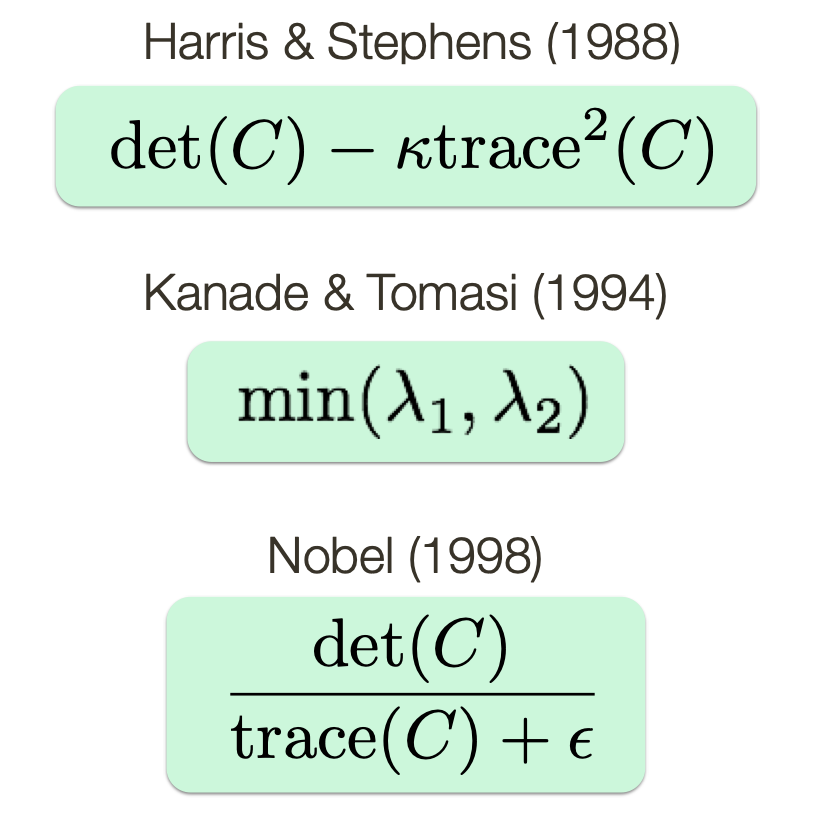 Harris & Stephens (1988)
det(C) − κtrace²(C)
Kanade & Tomasi (1994)
min(λ₁, λ₂)
Nobel (1998)
det(C)
trace(C) + ϵ